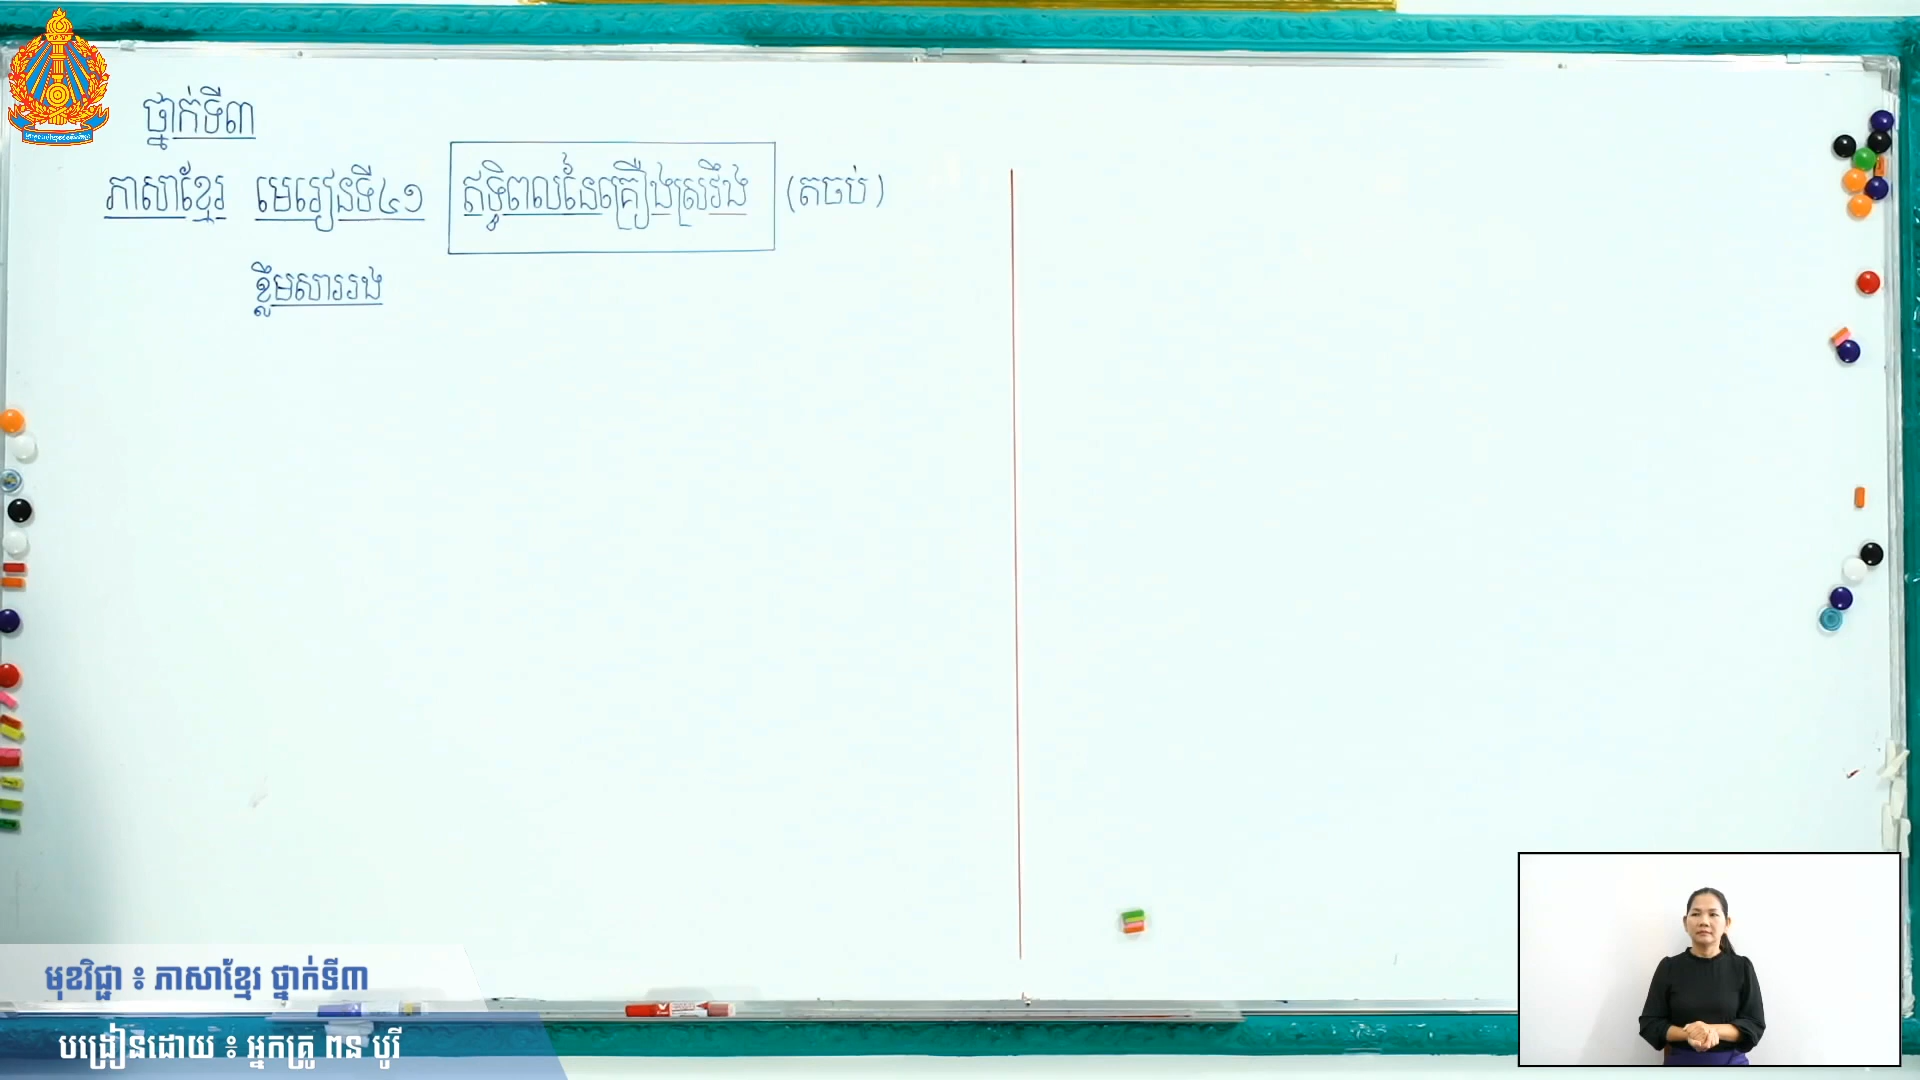 ថ្នាក់ទី៣
ភាសាខ្មែរ មេរៀនទី៤១ ឥទ្ធិពលនៃគ្រឿងស្រវឹង (តចប់)
ខ្លឹមសាររង
មុខវិជ្ជា ៖ ភាសាខ្មែរ ថ្នាក់ទី៣
បង្រៀនដោយ ៖ អ្នកគ្រូ ពន បូរី